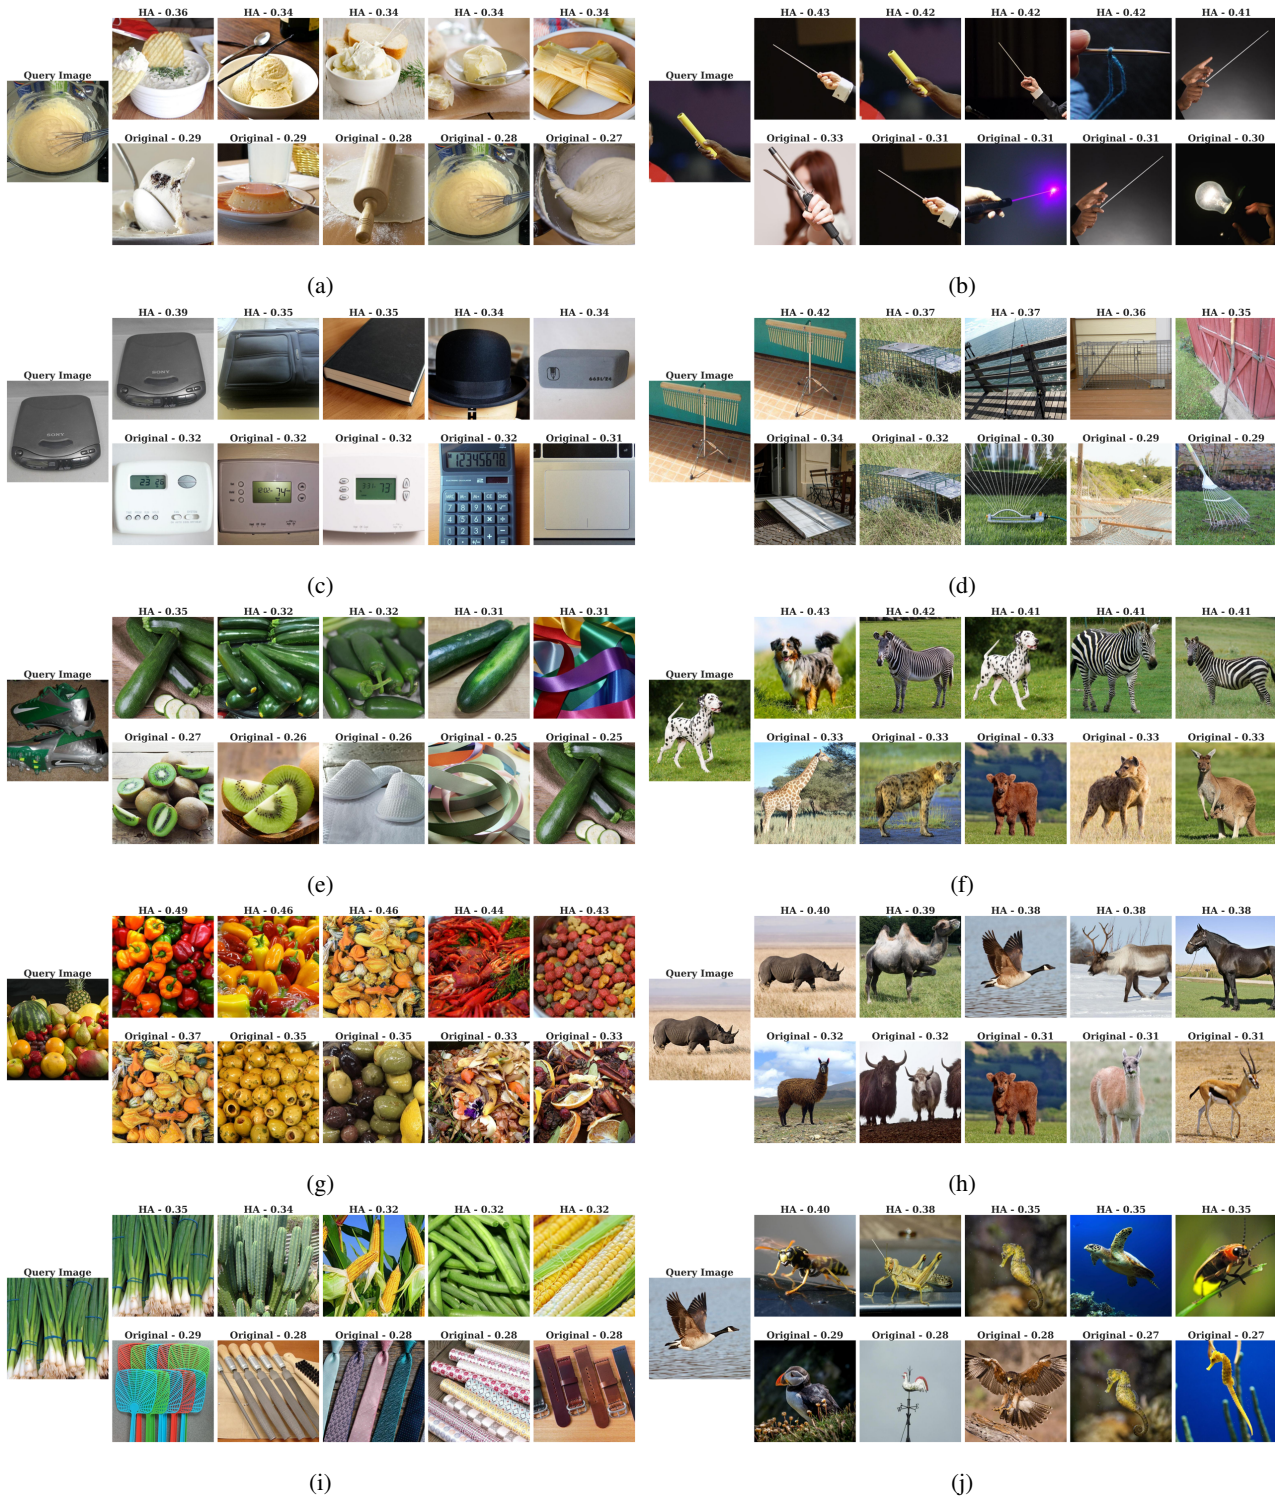 HA - 0.36 HA - 0.34 HA - 0.34 HA - 0.34 HA - 0.34
Query Image
Original - 0.29 Original - 0.29 Original - 0.28 Original - 0.28 Original - 0.27
(a)
HA - 0.43 HA - 0.42 HA - 0.42 HA - 0.42 HA - 0.41
Query Image
Original - 0.33 Original - 0.31 Original - 0.31 Original - 0.31 Original - 0.30
(b)
HA - 0.39 HA - 0.35 HA - 0.35 HA - 0.34 HA - 0.34
SONY
Query Image
SONY
Original - 0.32 Original - 0.32 Original - 0.32 Original - 0.32 Original - 0.31
12345678
(c)
HA - 0.42 HA - 0.37 HA - 0.37 HA - 0.36 HA - 0.35
Query Image
Original - 0.34 Original - 0.32 Original - 0.30 Original - 0.29 Original - 0.29
(d)
HA - 0.35 HA - 0.32 HA - 0.32 HA - 0.31 HA - 0.31
Query Image
Original - 0.27 Original - 0.26 Original - 0.26 Original - 0.25 Original - 0.25
(e)
HA - 0.43 HA - 0.42 HA - 0.41 HA - 0.41 HA - 0.41
Query Image
Original - 0.33 Original - 0.33 Original - 0.33 Original - 0.33 Original - 0.33
(f)
HA - 0.49 HA - 0.46 HA - 0.46 HA - 0.44 HA - 0.43
Query Image
Original - 0.37 Original - 0.35 Original - 0.35 Original - 0.33 Original - 0.33
(g)
HA - 0.40 HA - 0.39 HA - 0.38 HA - 0.38 HA - 0.38
Query Image
Original - 0.32 Original - 0.32 Original - 0.31 Original - 0.31 Original - 0.31
(h)
HA - 0.35 HA - 0.34 HA - 0.32 HA - 0.32 HA - 0.32
Query Image
Original - 0.29 Original - 0.28 Original - 0.28 Original - 0.28 Original - 0.28
(i)
HA - 0.40 HA - 0.38 HA - 0.35 HA - 0.35 HA - 0.35
Query Image
Original - 0.29 Original - 0.28 Original - 0.28 Original - 0.27 Original - 0.27
(j)